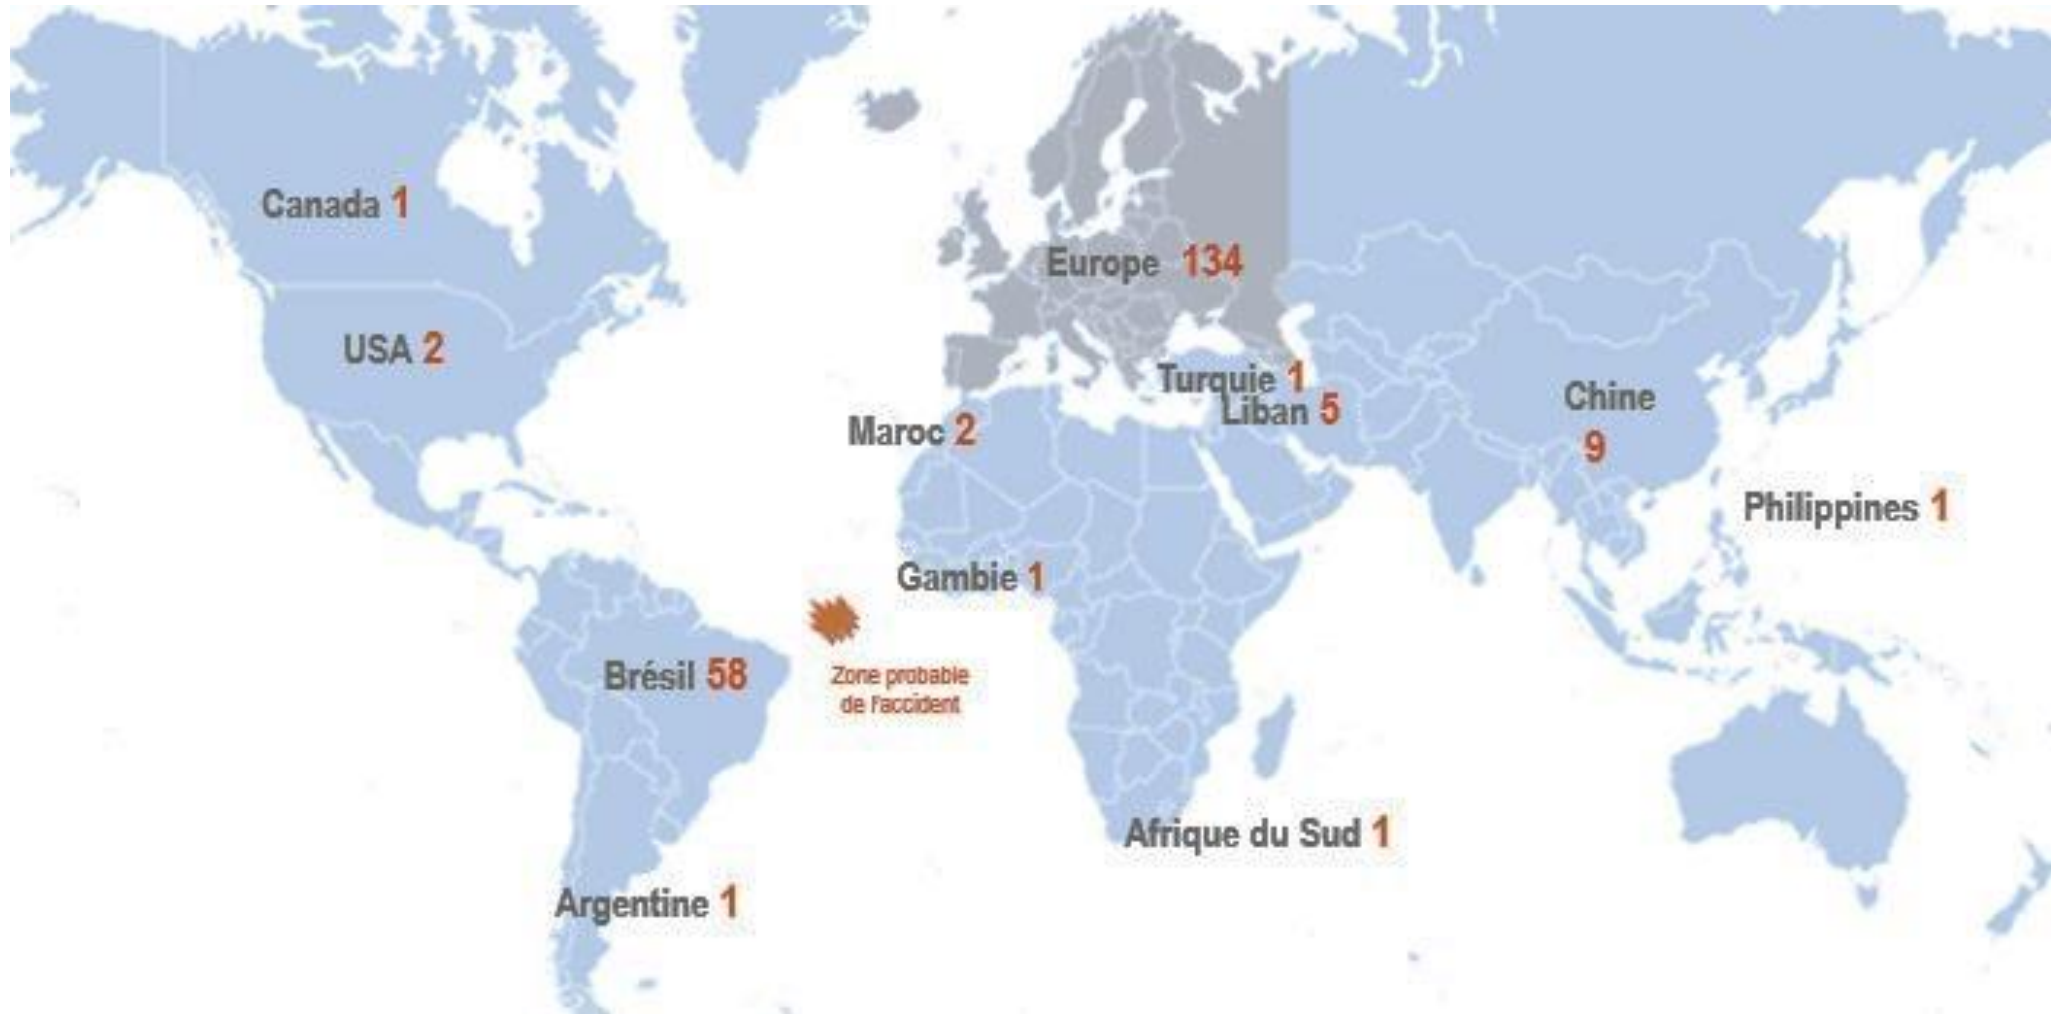 Canada 1
Europe 134
USA 2
Turquie 1
Liban 5
Chine
9
Maroc 2
Philippines 1
Gambie 1
Brésil 58
Zone probable
de l'accident
Afrique du Sud 1
Argentine 1